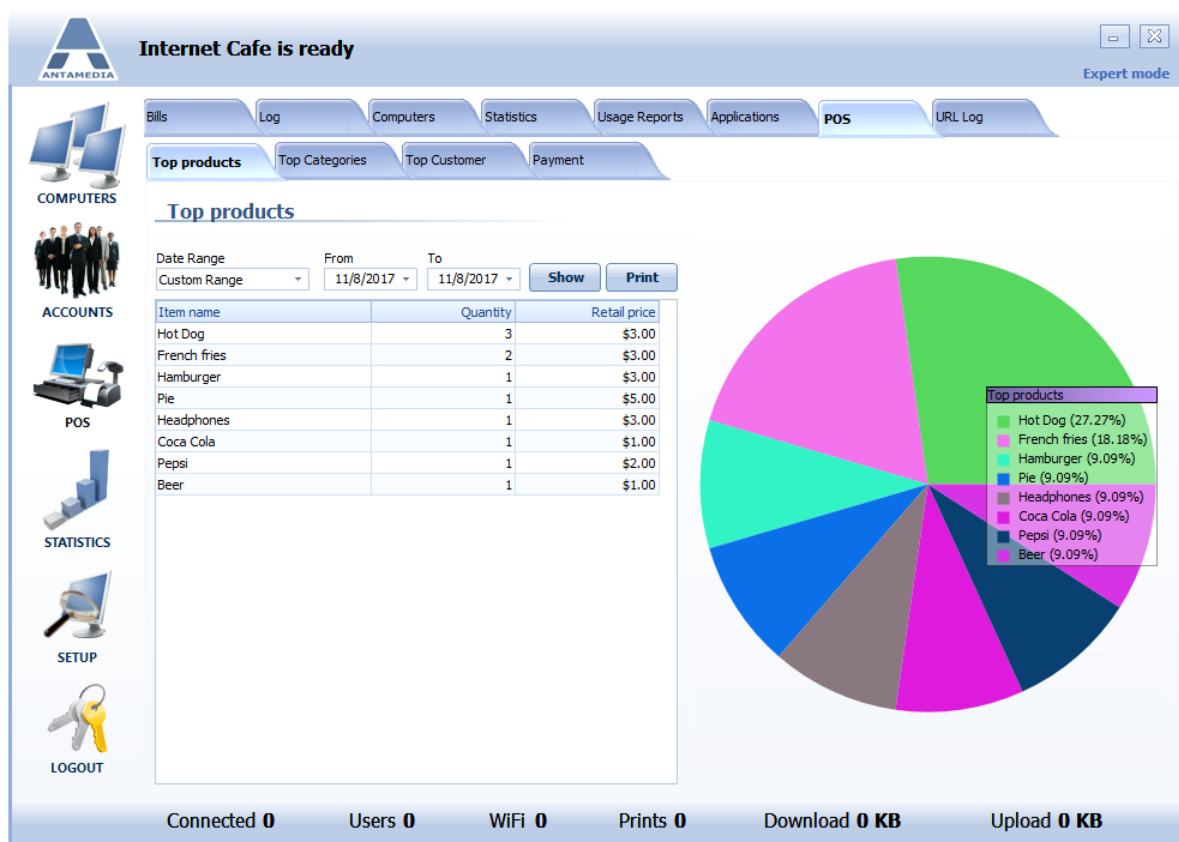 Internet Cafe is ready
ANTAMEDIA
Expert mode
Bills Log Computers Statistics Usage Reports Applications POS URL Log
Top products Top Categories Top Customer Payment
COMPUTERS
ACCOUNTS
POS
STATISTICS
SETUP
LOGOUT
Top products
Date Range From To
Custom Range 11/8/2017 11/8/2017 Show Print
Item name Quantity Retail price
Hot Dog 3 $3.00
French fries 2 $3.00
Hamburger 1 $3.00
Pie 1 $5.00
Headphones 1 $3.00
Coca Cola 1 $1.00
Pepsi 1 $2.00
Beer 1 $1.00
Top products
Hot Dog (27.27%)
French fries (18.18%)
Hamburger (9.09%)
Pie (9.09%)
Headphones (9.09%)
Coca Cola (9.09%)
Pepsi (9.09%)
Beer (9.09%)
Connected 0 Users 0 WiFi 0 Prints 0 Download 0 KB Upload 0 KB